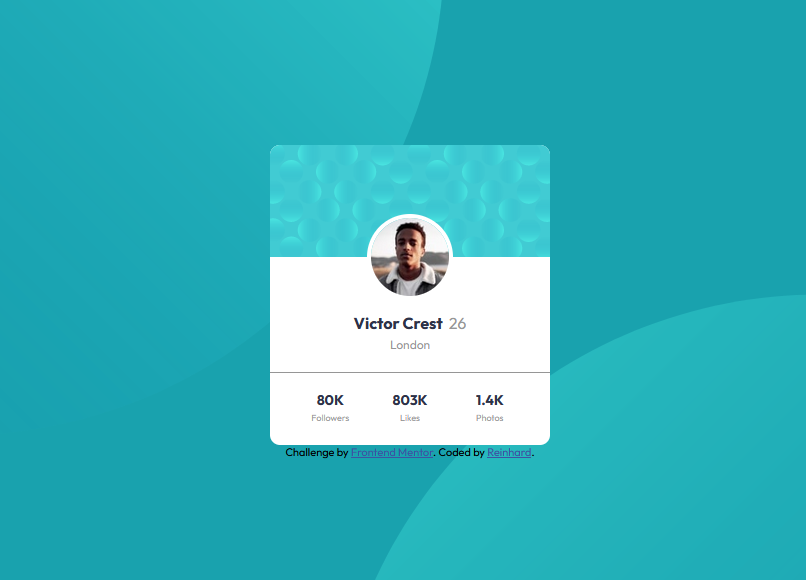 Victor Crest 26
London
80K 803K 1.4K
Followers Likes Photos
Challenge by Frontend Mentor. Coded by Reinhard.